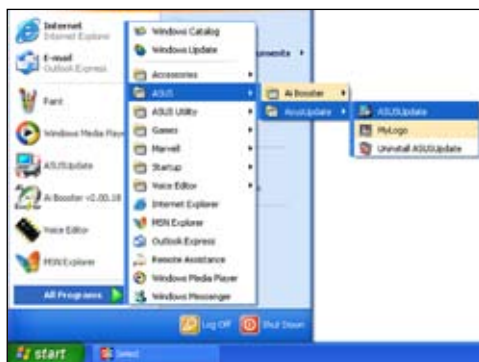 Internet
Internet Explorer
E-mail
Outlook Express
Paint
Windows Media Player
ASUSUpdate
Ai Booster v2.00.18
Voice Editor
MSN Explorer
All Programs
Windows Catalog
Windows Update
Accessories
ASUS
ASUS Utility
Games
Marvell
Startup
Voice Editor
Internet Explorer
MSN Explorer
Outlook Express
Remote Assistance
Windows Media Player
Windows Messenger
Ai Booster
AsusUpdate
ASUSUpdate
MyLogo
Uninstall ASUSUpdate
Log Off
Shut Down
start